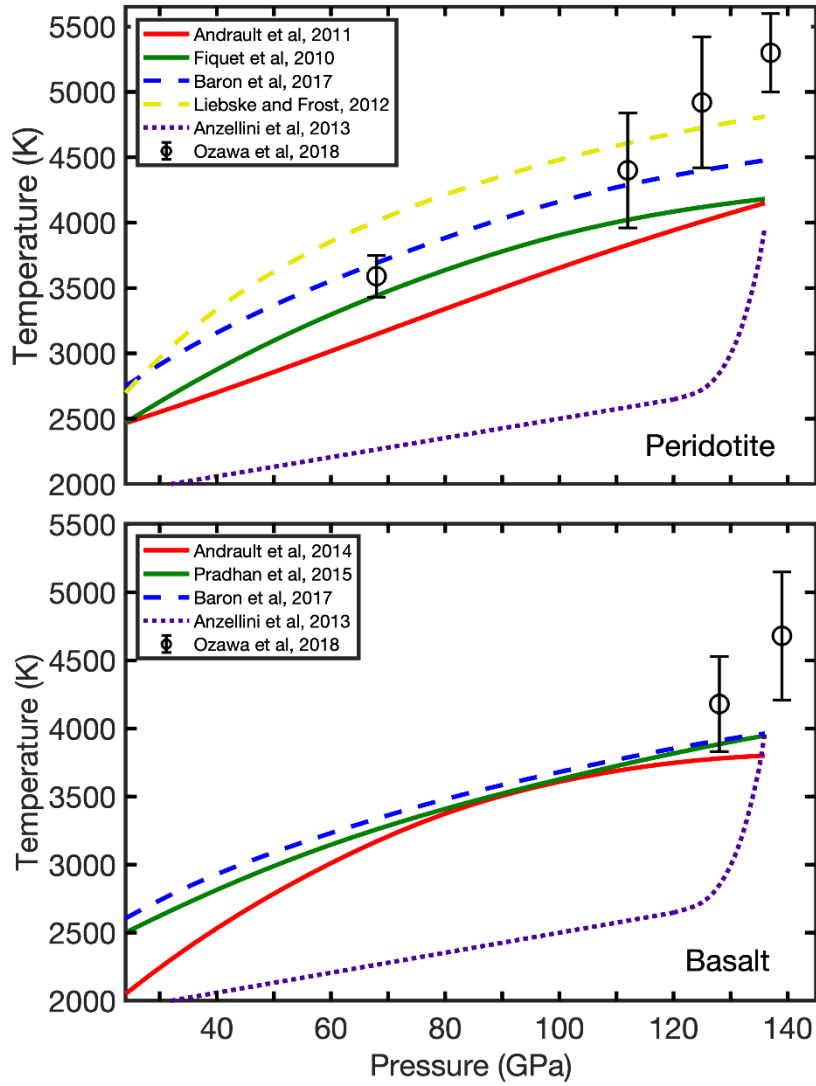 5500
5000
4500
4000
3500
3000
2500
2000
Temperature (K)
Andrault et al, 2011
Fiquet et al, 2010
Baron et al, 2017
Liebske and Frost, 2012
Anzellini et al, 2013
Ozawa et al, 2018
Peridotite
5500
5000
4500
4000
3500
3000
2500
2000
Temperature (K)
Andrault et al, 2014
Pradhan et al, 2015
Baron et al, 2017
Anzellini et al, 2013
Ozawa et al, 2018
Basalt
40 60 80 100 120 140
Pressure (GPa)